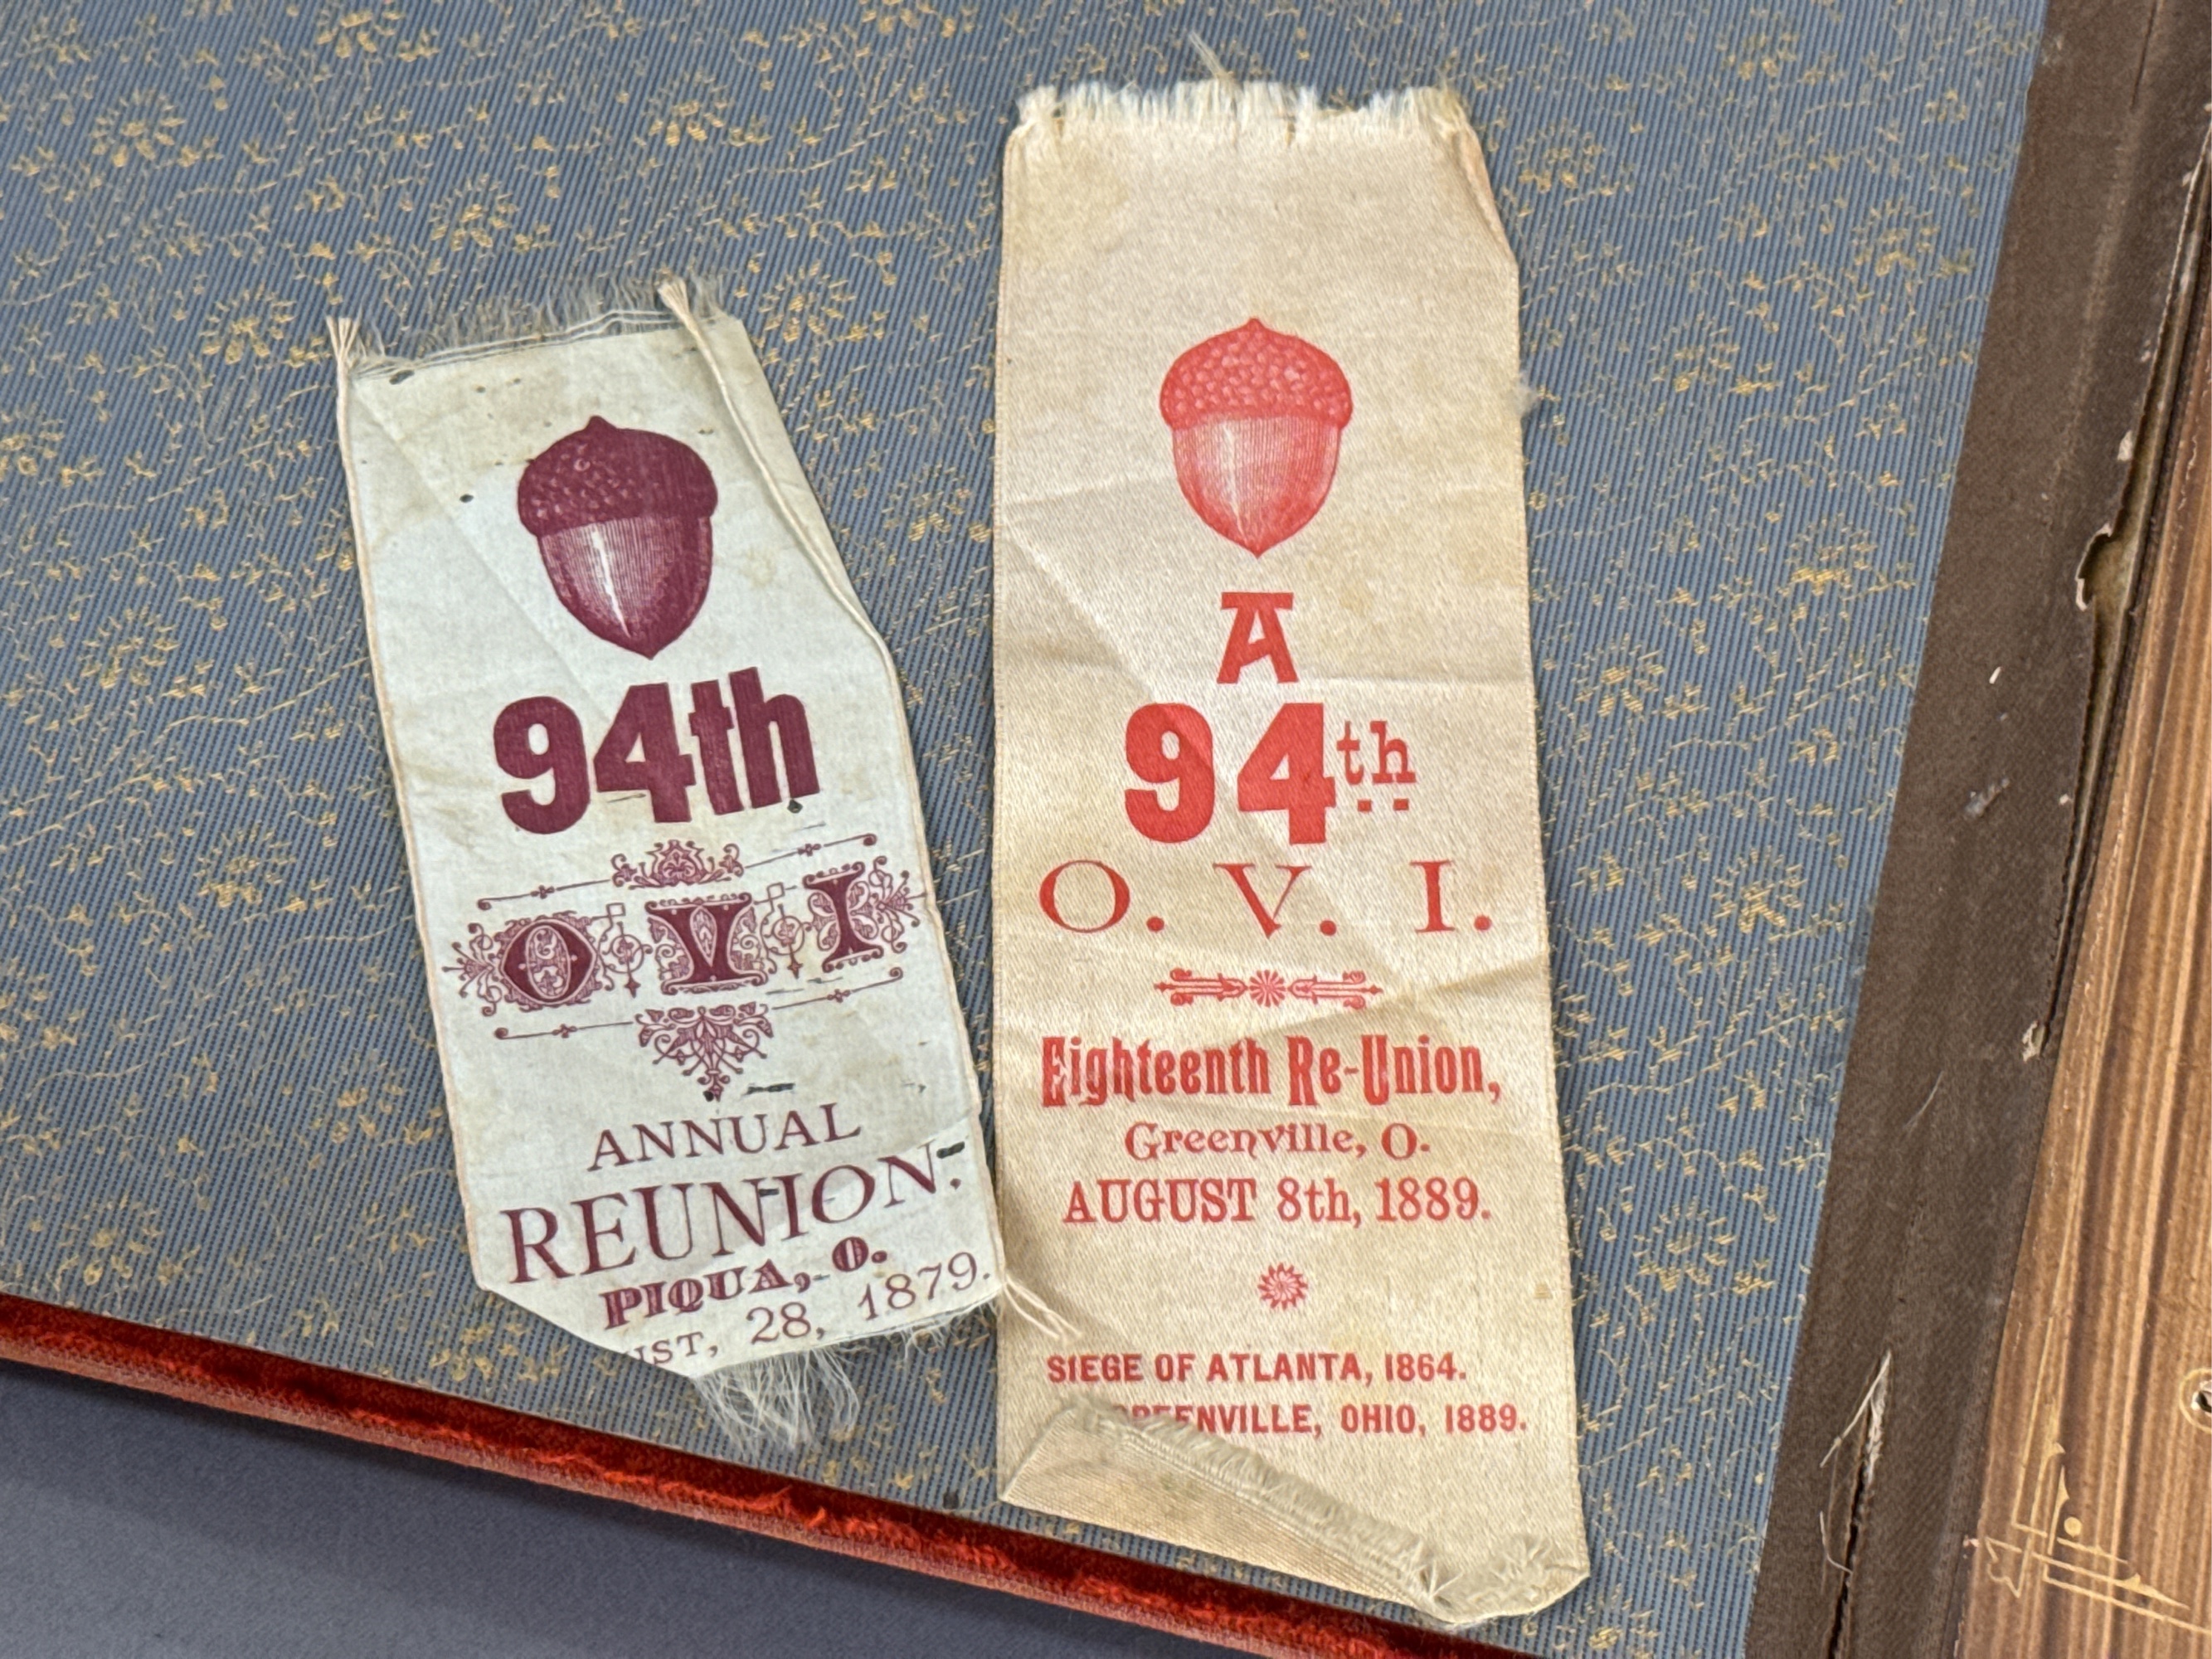 94th
O V I
ANNUAL
REUNION.
PIQUA, O.
28, 1879.
A
94th
O. V. I.
Eighteenth Re-Union,
Greenville, O.
AUGUST 8th, 1889.
SIEGE OF ATLANTA, 1864.
GREENVILLE, OHIO, 1889.